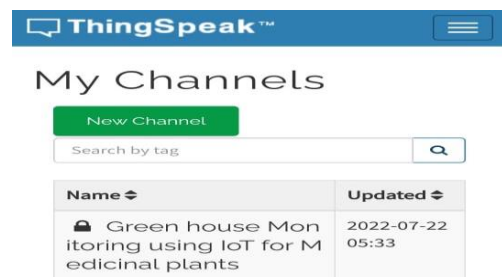 ThingSpeak™
My Channels
New Channel
Search by tag
Name Updated
Green house Mon 2022-07-22
itoring using IoT for M 05:33
edicinal plants